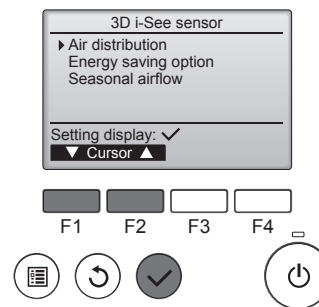 3D i-See sensor
Air distribution
Energy saving option
Seasonal airflow
Setting display:
Cursor
F1 F2 F3 F4